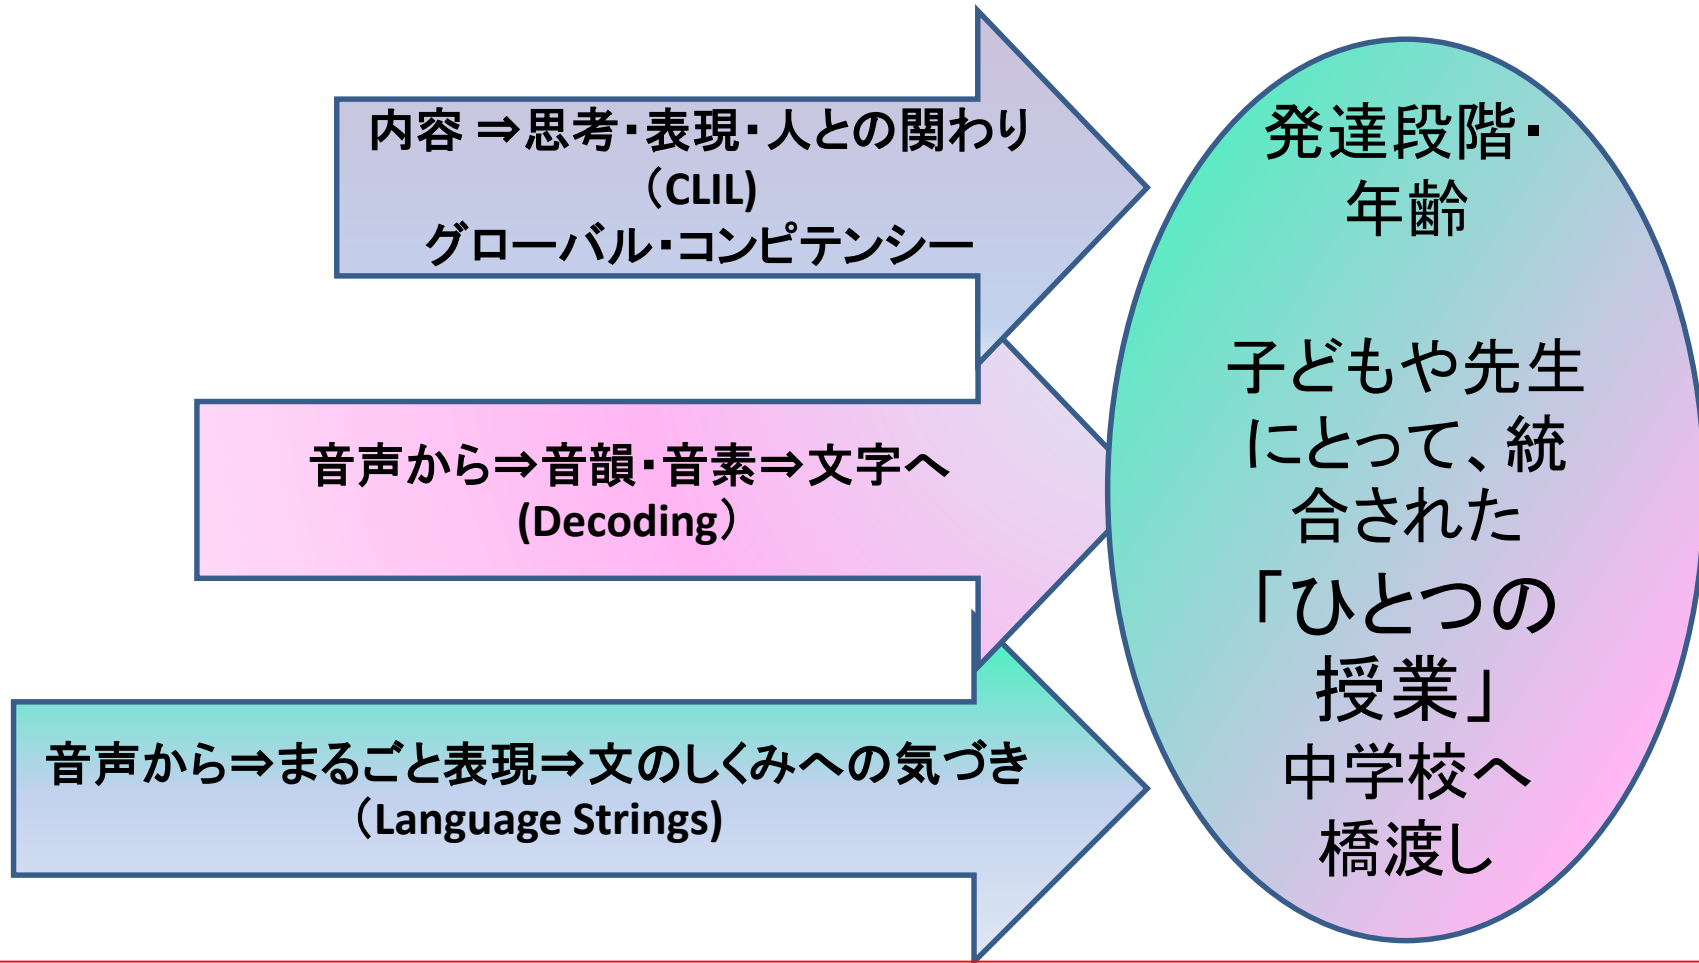 内容 ⇒思考・表現・人との関わり
（CLIL)
グローバル・コンピテンシー
音声から⇒音韻・音素⇒文字へ
(Decoding）
音声から⇒まるごと表現⇒文のしくみへの気づき
（Language Strings)
発達段階・
年齢
子どもや先生
にとって、統
合された
「ひとつの
授業」
中学校へ
橋渡し